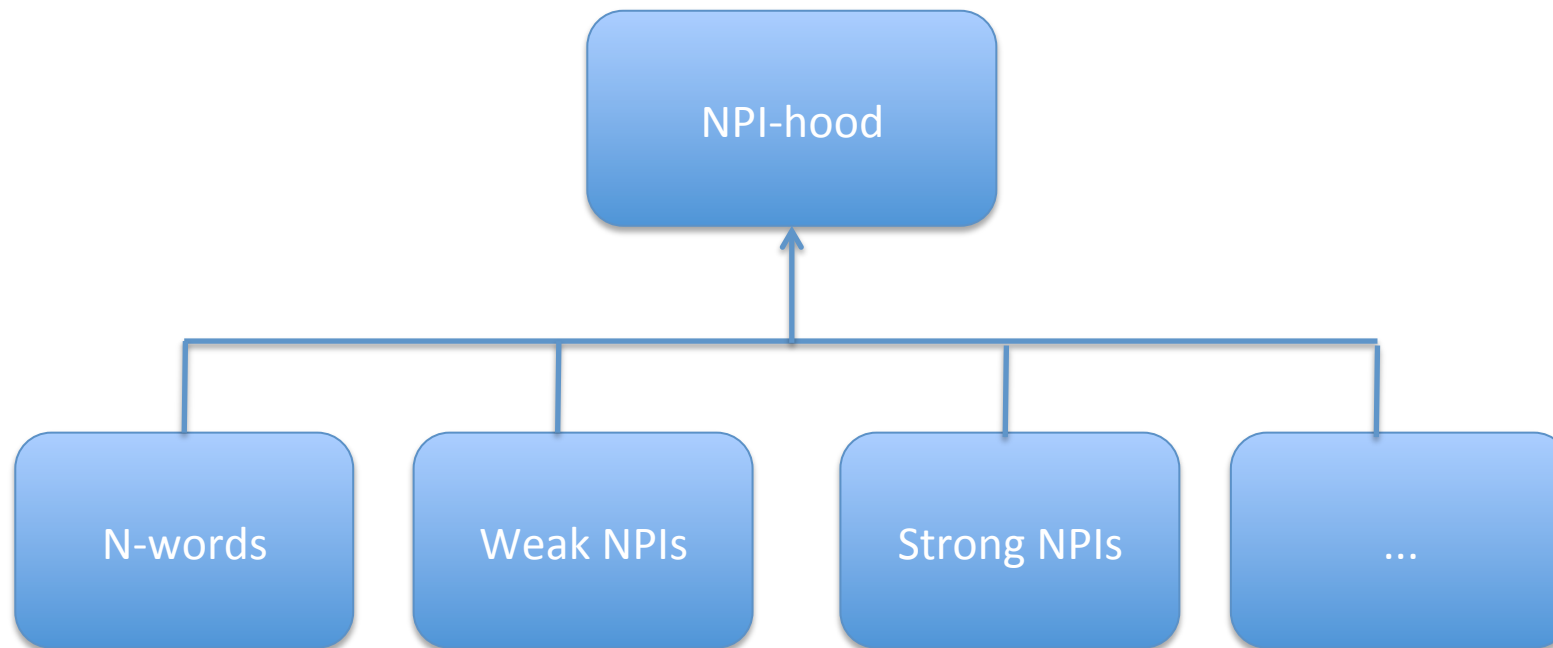 NPI-hood
N-words
Weak NPIs
Strong NPIs
...